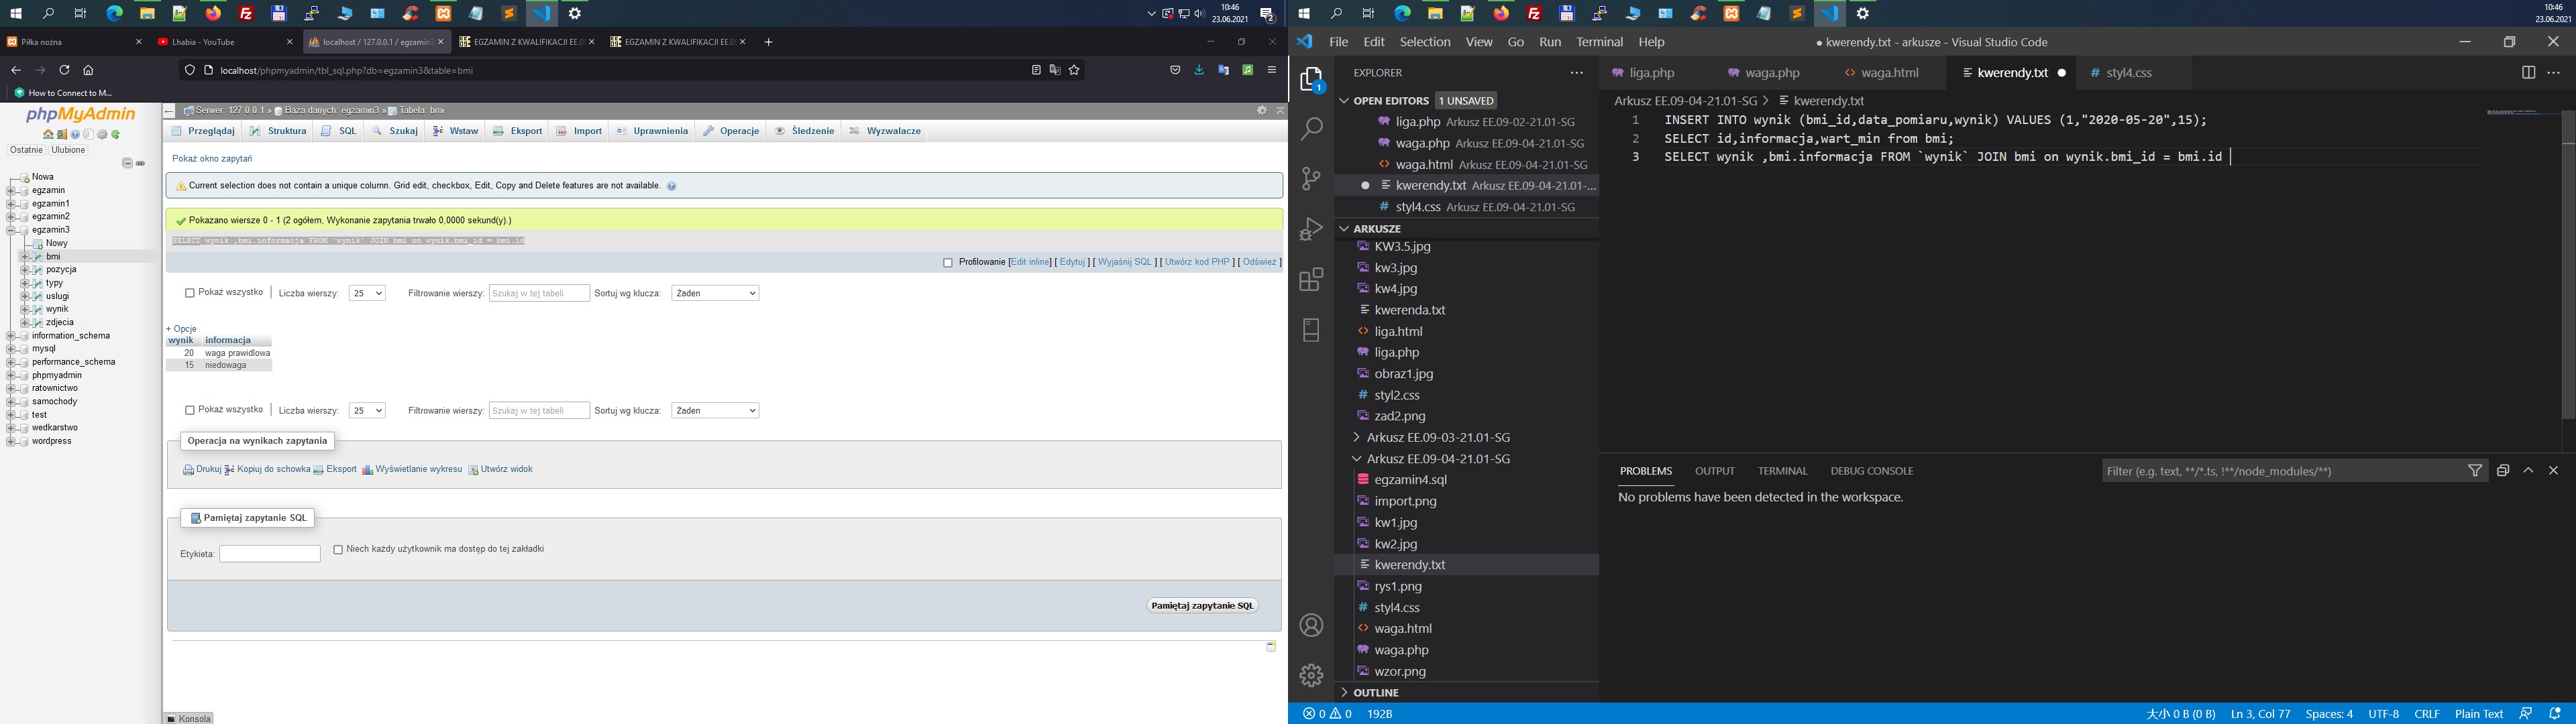 10:46
23.06.2021
2
Piłka nożna
Lhabia - YouTube
localhost / 127.0.0.1 / egzamin3
EGZAMIN Z KWALIFIKACJI EE.09
EGZAMIN Z KWALIFIKACJI EE.09
localhost/phpmyadmin/tbl_sql.php?db=egzamin3&table=bmi
How to Connect to M...
phpMyAdmin
Ostatnie Ulubione
Nowa
egzamin
egzamin1
egzamin2
egzamin3
Nowy
bmi
pozycja
typy
uslugi
wynik
zdjecia
information_schema
mysql
performance_schema
phpmyadmin
ratownictwo
samochody
test
wedkarstwo
wordpress
Serwer: 127.0.0.1 » Baza danych: egzamin3 » Tabela: bmi
Przeglądaj Struktura SQL Szukaj Wstaw Eksport Import Uprawnienia Operacje Śledzenie Wyzwalacze
Pokaż okno zapytań
Current selection does not contain a unique column. Grid edit, checkbox, Edit, Copy and Delete features are not available.
Pokazano wiersze 0 - 1 (2 ogółem, Wykonanie zapytania trwało 0,0000 sekund(y).)
SELECT wynik ,bmi.informacja FROM `wynik` JOIN bmi on wynik.bmi_id = bmi.id
Profilowanie [Edit inline] [ Edytuj ] [ Wyjaśnij SQL ] [ Utwórz kod PHP ] [ Odśwież ]
Pokaż wszystko | Liczba wierszy: 25 Filtrowanie wierszy: Szukaj w tej tabeli Sortuj wg klucza: Żaden
+ Opcje
wynik informacja
20 waga prawidlowa
15 niedowaga
Pokaż wszystko | Liczba wierszy: 25 Filtrowanie wierszy: Szukaj w tej tabeli Sortuj wg klucza: Żaden
Operacja na wynikach zapytania
Drukuj Kopiuj do schowka Eksport Wyświetlanie wykresu Utwórz widok
Pamiętaj zapytanie SQL
Etykieta: Niech każdy użytkownik ma dostęp do tej zakładki
Pamiętaj zapytanie SQL
Konsola
10:46
23.06.2021
File Edit Selection View Go Run Terminal Help
● kwerendy.txt - arkusze - Visual Studio Code
1
EXPLORER
OPEN EDITORS 1 UNSAVED
liga.php Arkusz EE.09-02-21.01-SG
waga.php Arkusz EE.09-04-21.01-SG
waga.html Arkusz EE.09-04-21.01-SG
kwerendy.txt Arkusz EE.09-04-21.01-...
styl4.css Arkusz EE.09-04-21.01-SG
ARKUSZE
KW3.5.jpg
kw3.jpg
kw4.jpg
kwerenda.txt
liga.html
liga.php
obraz1.jpg
styl2.css
zad2.png
Arkusz EE.09-03-21.01-SG
Arkusz EE.09-04-21.01-SG
egzamin4.sql
import.png
kw1.jpg
kw2.jpg
kwerendy.txt
rys1.png
styl4.css
waga.html
waga.php
wzor.png
OUTLINE
liga.php waga.php waga.html kwerendy.txt styl4.css
Arkusz EE.09-04-21.01-SG > kwerendy.txt
1 INSERT INTO wynik (bmi_id,data_pomiaru,wynik) VALUES (1,"2020-05-20",15);
2 SELECT id,informacja,wart_min from bmi;
3 SELECT wynik ,bmi.informacja FROM `wynik` JOIN bmi on wynik.bmi_id = bmi.id
PROBLEMS OUTPUT TERMINAL DEBUG CONSOLE
Filter (e.g. text, **/*.ts, !**/node_modules/**)
No problems have been detected in the workspace.
0 0 192B
大小 0 B (0 B) Ln 3, Col 77 Spaces: 4 UTF-8 CRLF Plain Text